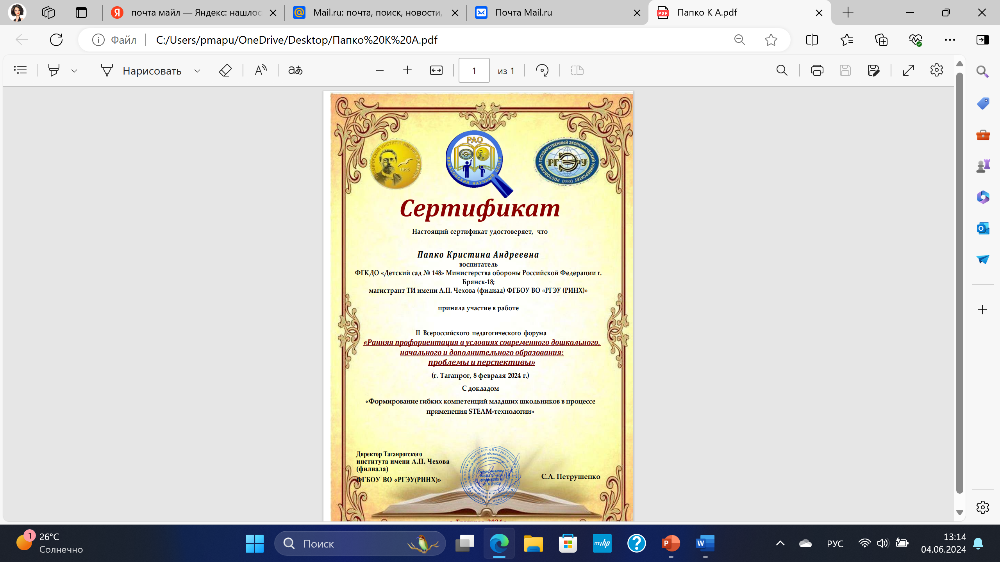 почта майл — Яндекс: нашлос
Mail.ru: почта, поиск, новости,
Почта Mail.ru
PDF
Папко К А.pdf
Файл
C:/Users/pmapu/OneDrive/Desktop/Папко%20К%20А.pdf
Нарисовать
1
из 1
ТАГАНРОГСКИЙ ИНСТИТУТ ИМЕНИ А.П.ЧЕХОВА
1955
РАО
ПРИАЗОВСКИЙ НАУЧНЫЙ ЦЕНТР
РОСТОВСКИЙ ГОСУДАРСТВЕННЫЙ ЭКОНОМИЧЕСКИЙ УНИВЕРСИТЕТ (РИНХ)
РГЭУ
Сертификат
Настоящий сертификат удостоверяет, что
Папко Кристина Андреевна
воспитатель
ФГКДО «Детский сад № 148» Министерства обороны Российской Федерации г.
Брянск-18;
магистрант ТИ имени А.П. Чехова (филиал) ФГБОУ ВО «РГЭУ (РИНХ)»
приняла участие в работе
II Всероссийского педагогического форума
«Ранняя профориентация в условиях современного дошкольного,
начального и дополнительного образования:
проблемы и перспективы»
(г. Таганрог, 8 февраля 2024 г.)
С докладом
«Формирование гибких компетенций младших школьников в процессе
применения STEAM-технологии»
Директор Таганрогского
института имени А.П. Чехова
(филиала)
ФГБОУ ВО «РГЭУ(РИНХ)»
С.А. Петрушенко
1
26°C
Солнечно
Поиск
myhp
РУС
13:14
04.06.2024